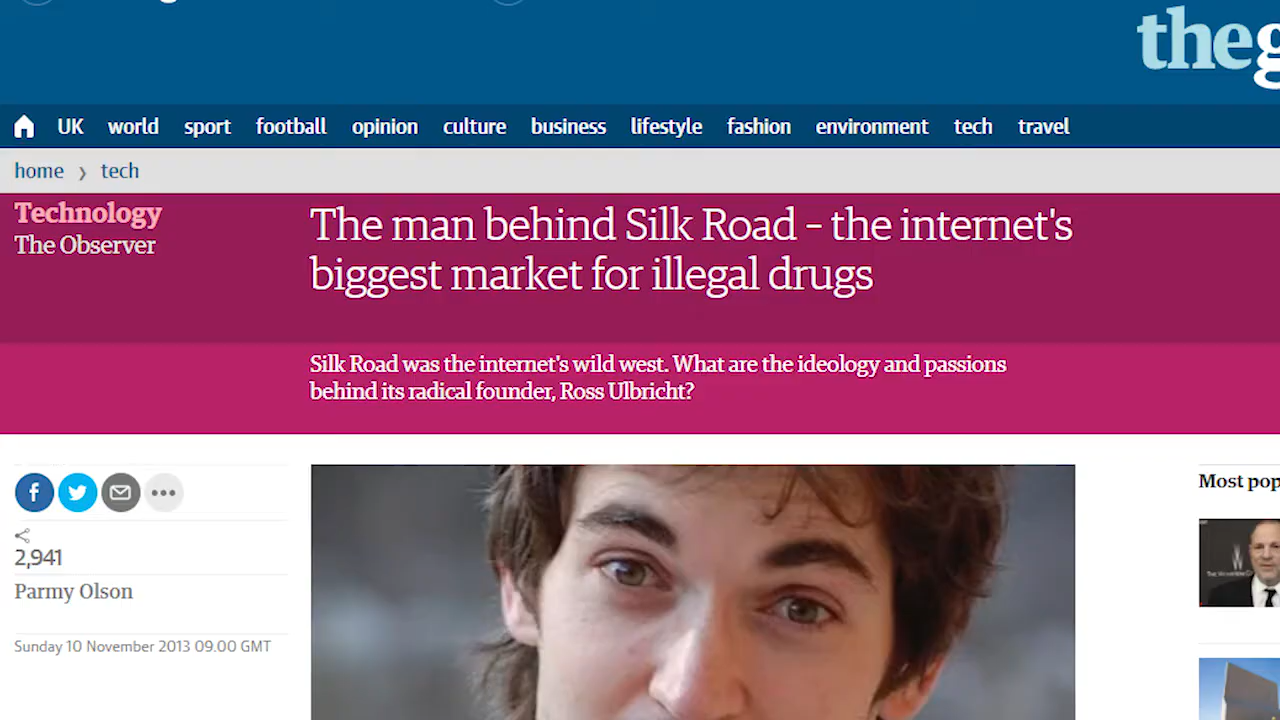 theg
UK world sport football opinion culture business lifestyle fashion environment tech travel
home > tech
Technology
The Observer
The man behind Silk Road – the internet's
biggest market for illegal drugs
Silk Road was the internet's wild west. What are the ideology and passions
behind its radical founder, Ross Ulbricht?
2,941
Parmy Olson
Sunday 10 November 2013 09.00 GMT
Most pop